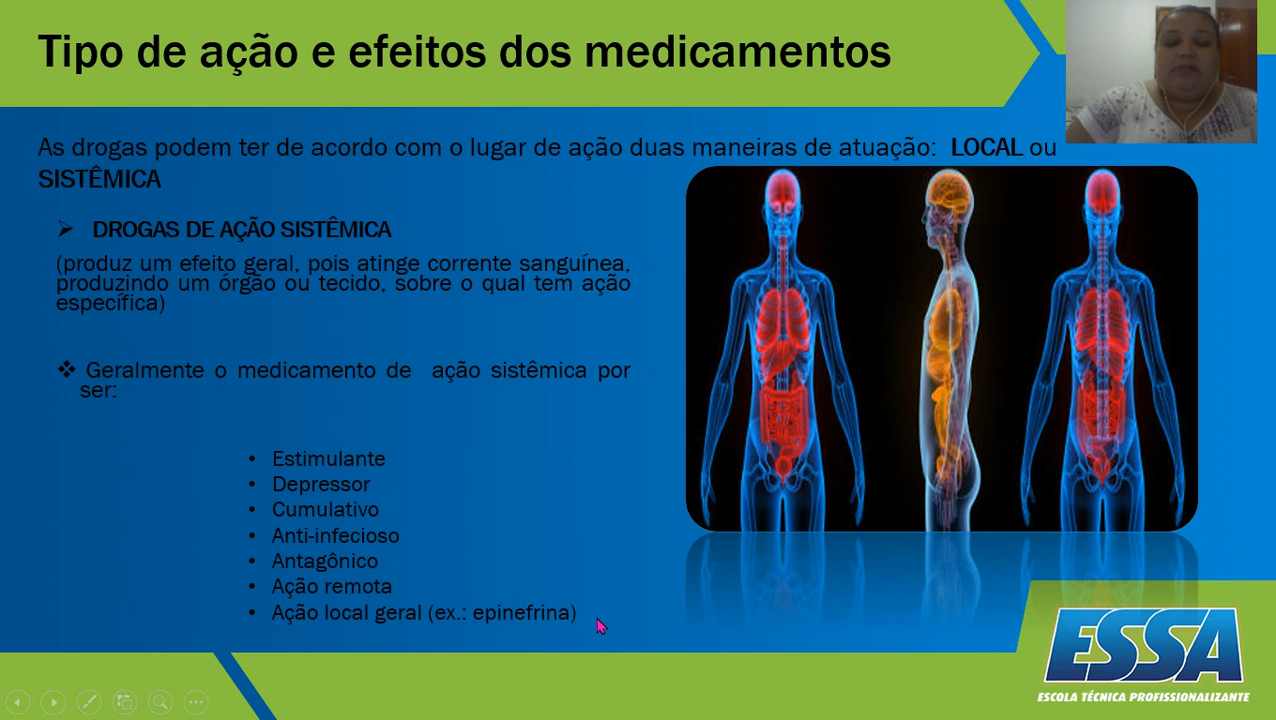 Tipo de ação e efeitos dos medicamentos
As drogas podem ter de acordo com o lugar de ação duas maneiras de atuação: LOCAL ou
SISTÊMICA
➢ DROGAS DE AÇÃO SISTÊMICA
(produz um efeito geral, pois atinge corrente sanguínea,
produzindo um órgão ou tecido, sobre o qual tem ação
específica)
❖ Geralmente o medicamento de ação sistêmica por
ser:
• Estimulante
• Depressor
• Cumulativo
• Anti-infecioso
• Antagônico
• Ação remota
• Ação local geral (ex.: epinefrina)
ESSA
ESCOLA TÉCNICA PROFISSIONALIZANTE